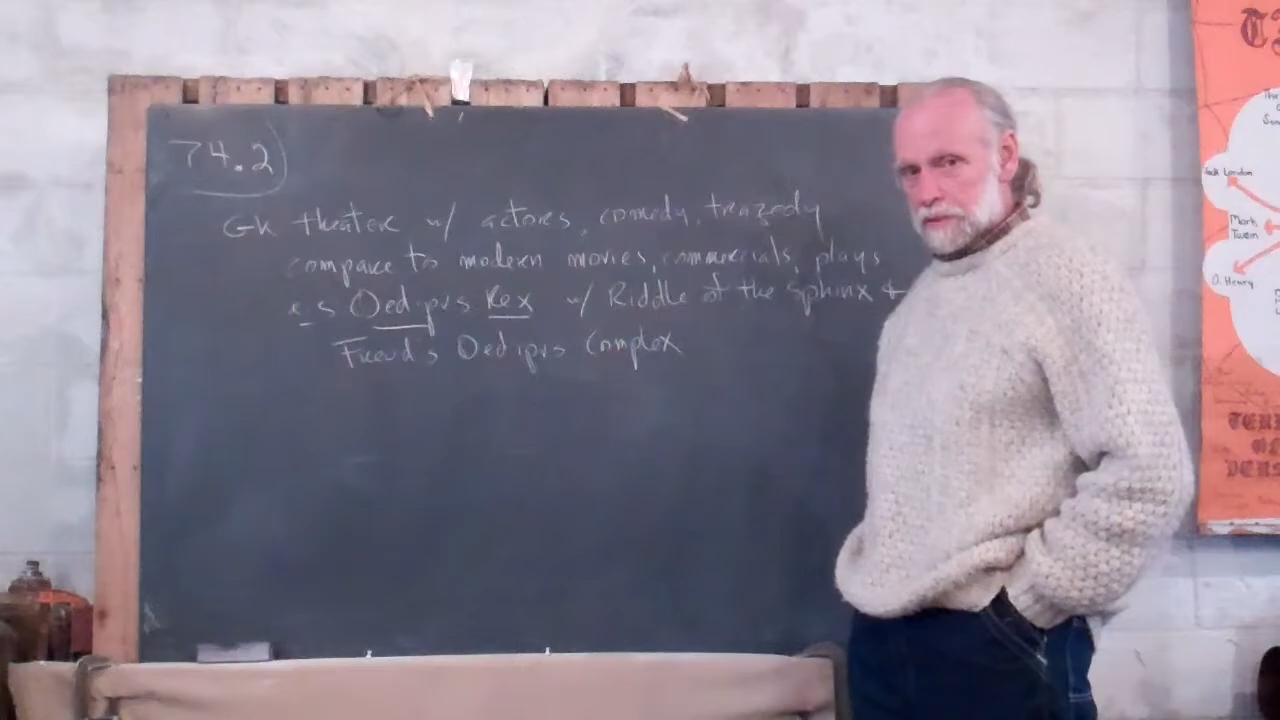 74.2
Gk theater w/ actors, comedy, tragedy
compare to modern movies, commercials, plays
e.g Oedipus Rex w/ Riddle of the Sphinx +
Freud's Oedipus Complex
Jack London
Mark
Twain
O. Henry